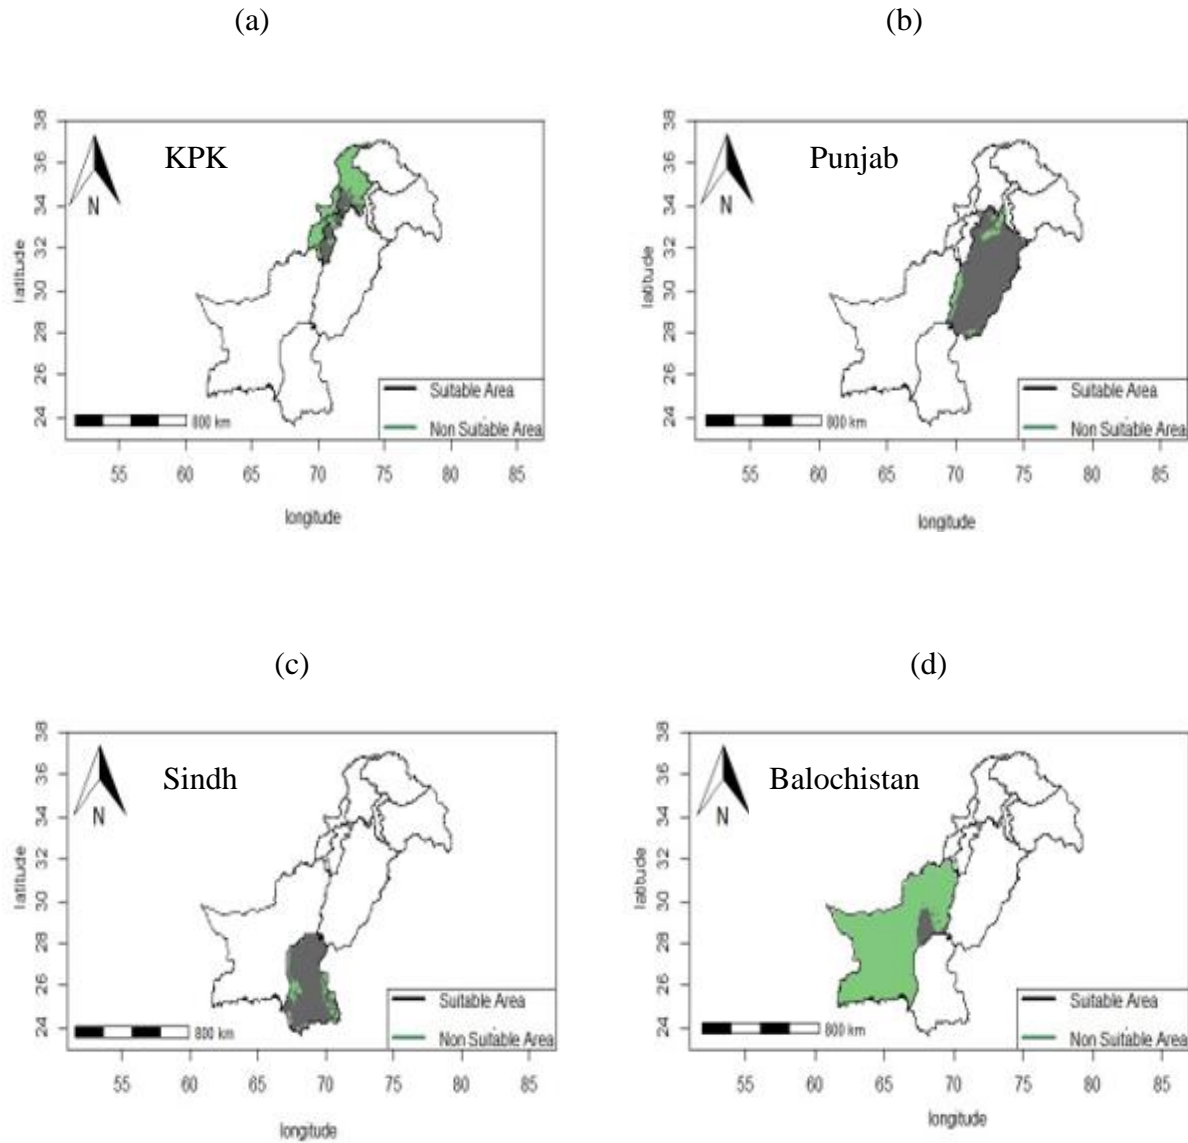 (a)
(b)
KPK
N
latitude
38
36
34
32
30
28
26
24
Suitable Area
Non Suitable Area
800 km
55 60 65 70 75 80 85
longitude
Punjab
N
latitude
38
36
34
32
30
28
26
24
Suitable Area
Non Suitable Area
800 km
55 60 65 70 75 80 85
longitude
(c)
(d)
Sindh
N
latitude
38
36
34
32
30
28
26
24
Suitable Area
Non Suitable Area
800 km
55 60 65 70 75 80 85
longitude
Balochistan
N
latitude
38
36
34
32
30
28
26
24
Suitable Area
Non Suitable Area
800 km
55 60 65 70 75 80 85
longitude